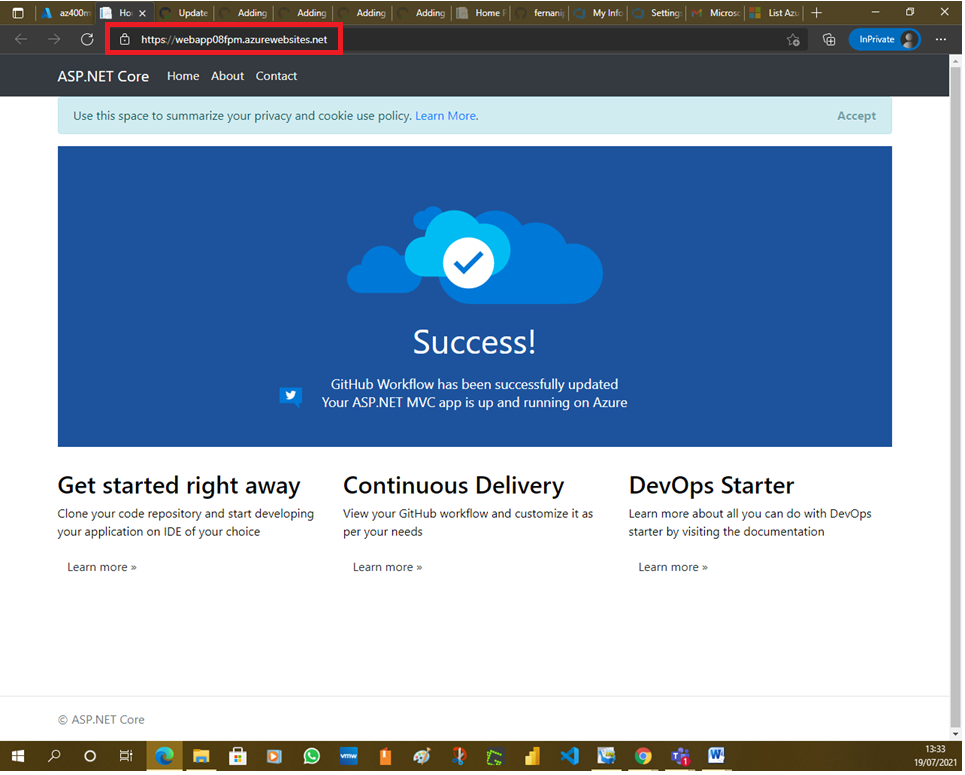 az400m
Ho
Update
Adding
Adding
Adding
Adding
Home P
fernanip
My Info
Setting
Microso
List Azu
https://webapp08fpm.azurewebsites.net
InPrivate
ASP.NET Core Home About Contact
Use this space to summarize your privacy and cookie use policy. Learn More.
Accept
Success!
GitHub Workflow has been successfully updated
Your ASP.NET MVC app is up and running on Azure
Get started right away
Clone your code repository and start developing
your application on IDE of your choice
Learn more »
Continuous Delivery
View your GitHub workflow and customize it as
per your needs
Learn more »
DevOps Starter
Learn more about all you can do with DevOps
starter by visiting the documentation
Learn more »
© ASP.NET Core
vmw
13:33
19/07/2021